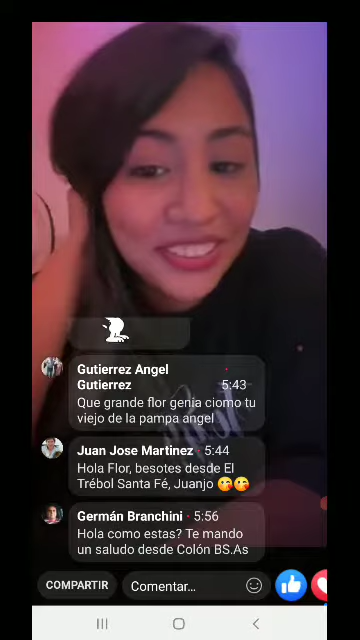 Gutierrez Angel
Gutierrez 5:43
Que grande flor genia ciomo tu
viejo de la pampa angel
Juan Jose Martinez • 5:44
Hola Flor, besotes desde El
Trébol Santa Fé, Juanjo 😘😘
Germán Branchini • 5:56
Hola como estas? Te mando
un saludo desde Colón BS.As
COMPARTIR Comentar...